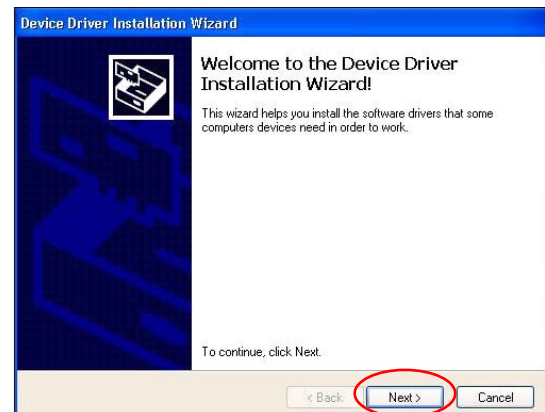 Device Driver Installation Wizard
Welcome to the Device Driver
Installation Wizard!
This wizard helps you install the software drivers that some
computers devices need in order to work.
To continue, click Next.
< Back
Next >
Cancel